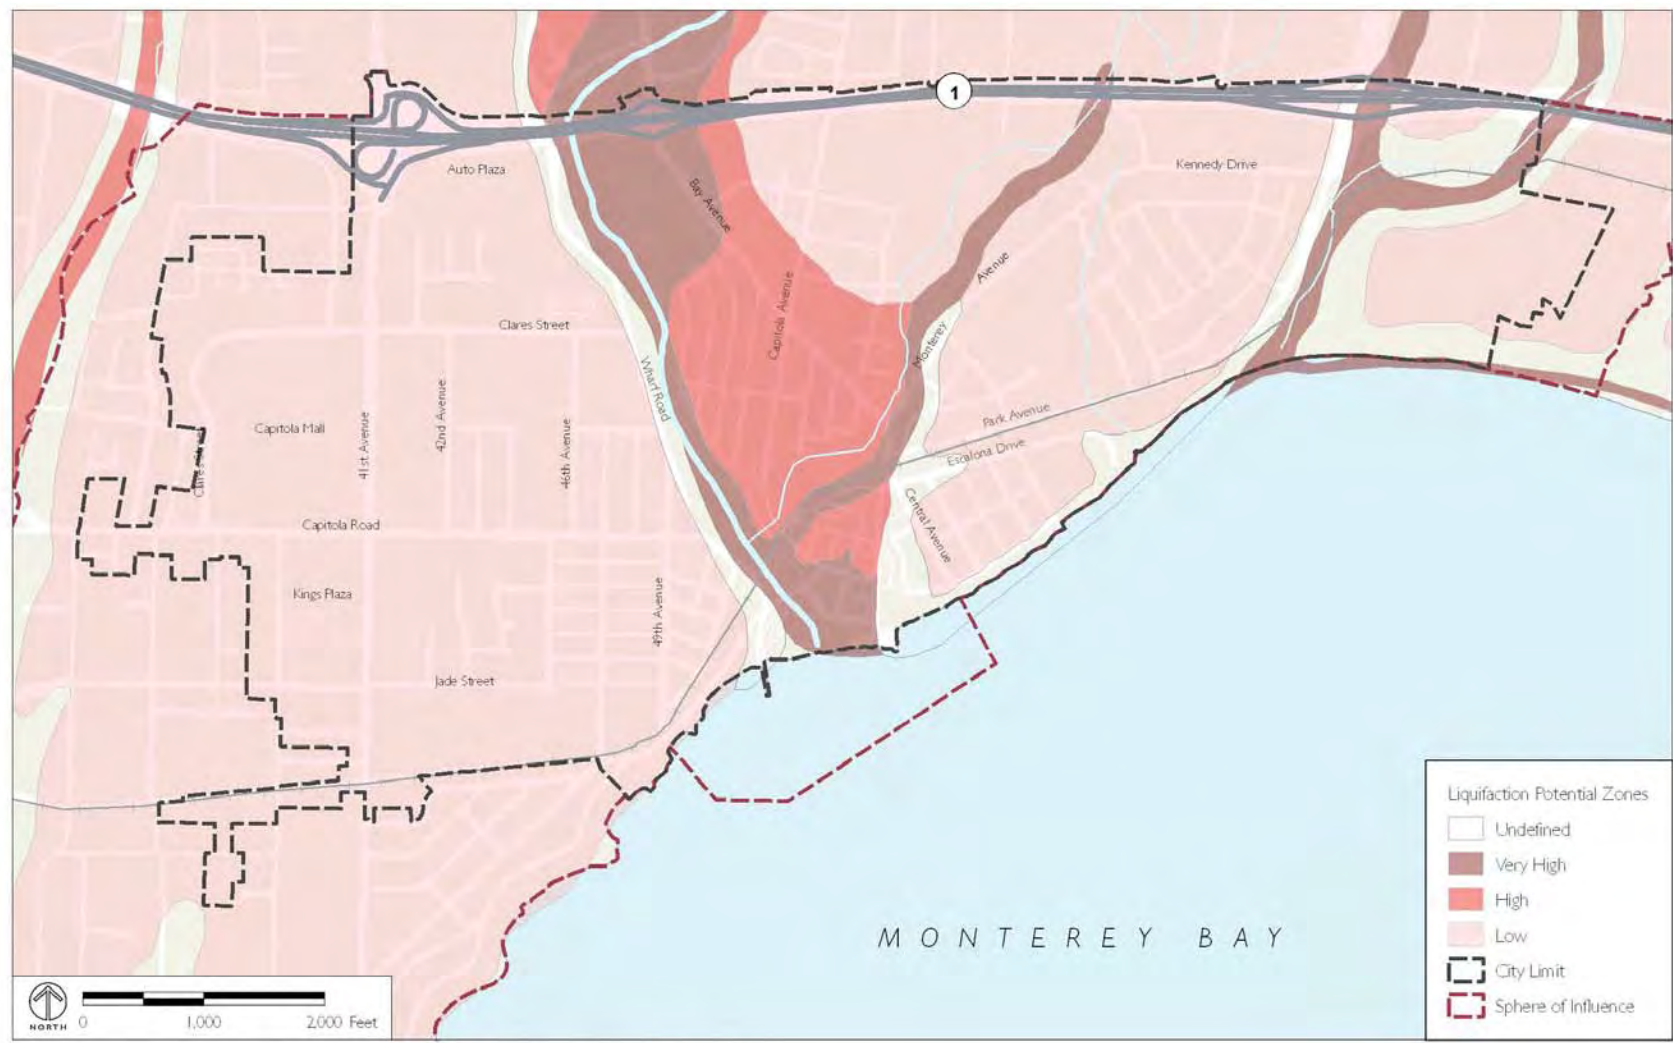 1
Auto Plaza
Kennedy Drive
Bay Avenue
Capitola Avenue
Monterey Avenue
Clares Street
Wharf Road
Park Avenue
Escalona Drive
Capitola Mall
Clares Street
41st Avenue
42nd Avenue
46th Avenue
Central Avenue
Capitola Road
Kings Plaza
49th Avenue
Jade Street
MONTEREY BAY
Liquifaction Potential Zones
Undefined
Very High
High
Low
City Limit
Sphere of Influence
NORTH
0 1,000 2,000 Feet